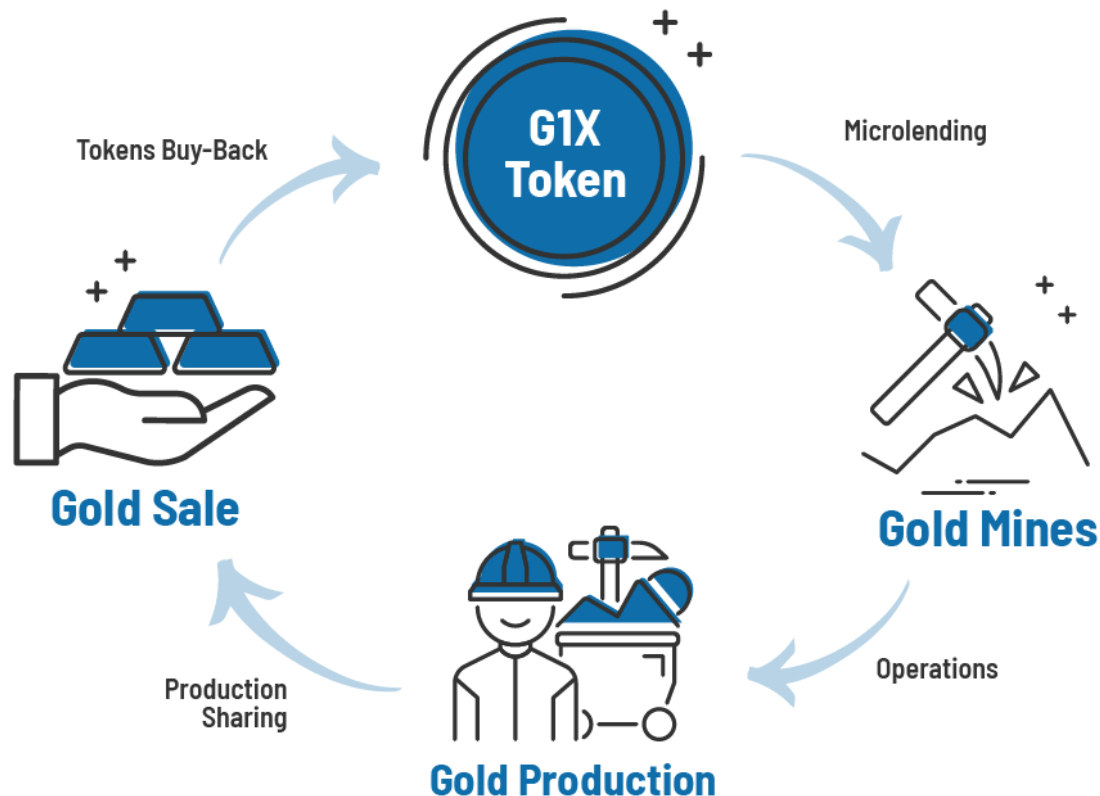 G1X
Token
Tokens Buy-Back
Microlending
Gold Sale
Gold Mines
Production
Sharing
Operations
Gold Production